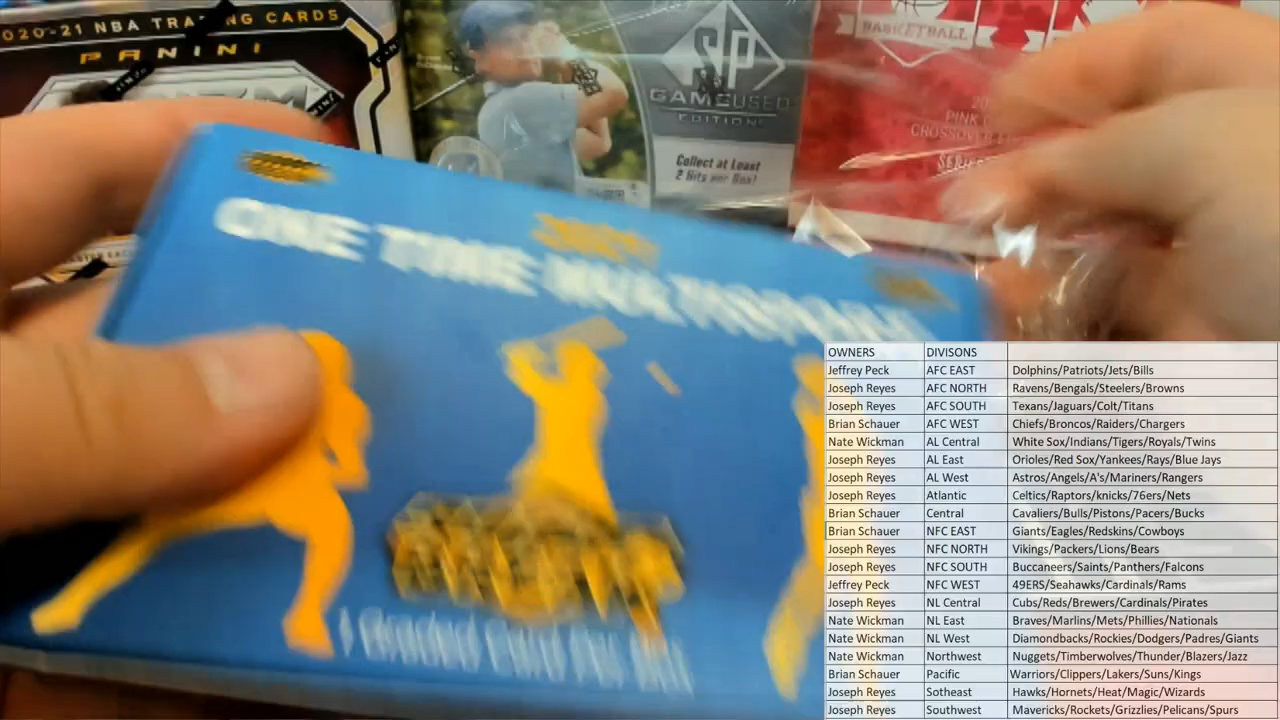 2020-21 NBA TRADING CARDS
PANINI
SP
GAMEUSED
EDITION
Collect at Least
2 Hits per Box!
BASKETBALL
PINK
CROSSOVER
SERIES
ONE TIME MULTISPORT
OWNERS DIVISONS
Jeffrey Peck AFC EAST Dolphins/Patriots/Jets/Bills
Joseph Reyes AFC NORTH Ravens/Bengals/Steelers/Browns
Joseph Reyes AFC SOUTH Texans/Jaguars/Colt/Titans
Brian Schauer AFC WEST Chiefs/Broncos/Raiders/Chargers
Nate Wickman AL Central White Sox/Indians/Tigers/Royals/Twins
Joseph Reyes AL East Orioles/Red Sox/Yankees/Rays/Blue Jays
Joseph Reyes AL West Astros/Angels/A's/Mariners/Rangers
Joseph Reyes Atlantic Celtics/Raptors/knicks/76ers/Nets
Brian Schauer Central Cavaliers/Bulls/Pistons/Pacers/Bucks
Brian Schauer NFC EAST Giants/Eagles/Redskins/Cowboys
Joseph Reyes NFC NORTH Vikings/Packers/Lions/Bears
Joseph Reyes NFC SOUTH Buccaneers/Saints/Panthers/Falcons
Jeffrey Peck NFC WEST 49ERS/Seahawks/Cardinals/Rams
Joseph Reyes NL Central Cubs/Reds/Brewers/Cardinals/Pirates
Nate Wickman NL East Braves/Marlins/Mets/Phillies/Nationals
Nate Wickman NL West Diamondbacks/Rockies/Dodgers/Padres/Giants
Nate Wickman Northwest Nuggets/Timberwolves/Thunder/Blazers/Jazz
Brian Schauer Pacific Warriors/Clippers/Lakers/Suns/Kings
Joseph Reyes Sotheast Hawks/Hornets/Heat/Magic/Wizards
Joseph Reyes Southwest Mavericks/Rockets/Grizzlies/Pelicans/Spurs